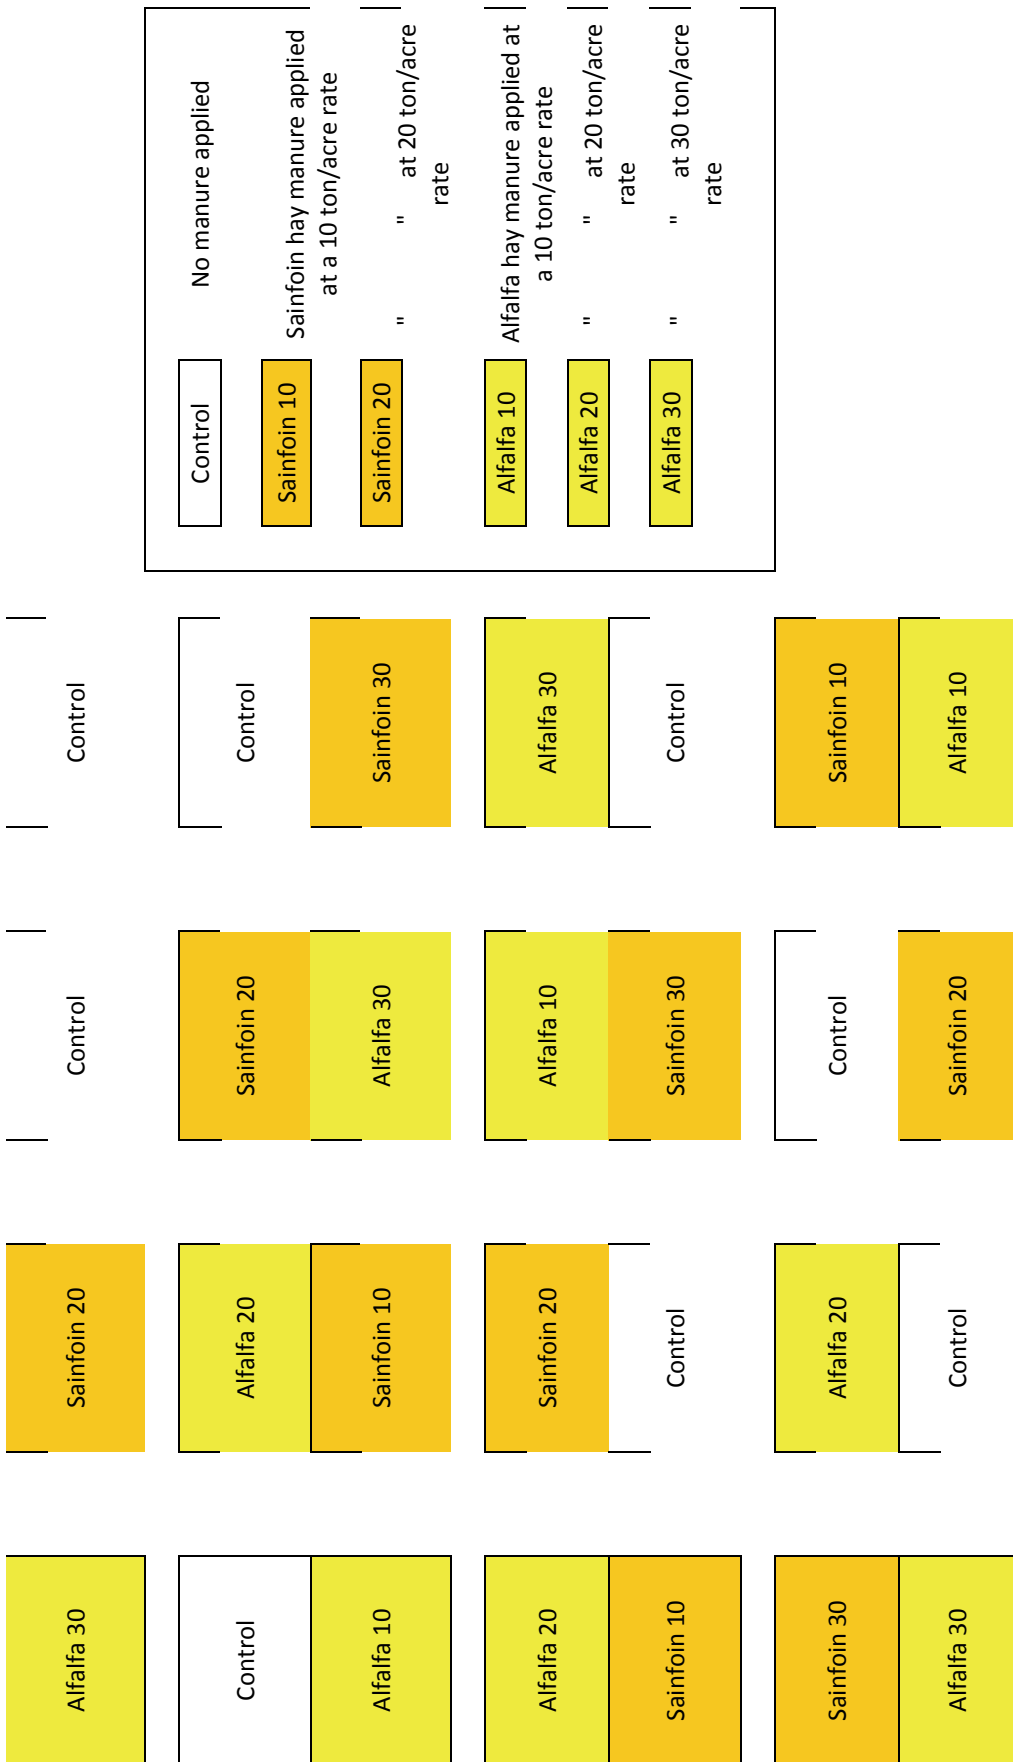 Alfalfa 30 Sainfoin 20 Control Control
Control Alfalfa 20 Sainfoin 20 Control
Alfalfa 10 Sainfoin 10 Alfalfa 30 Sainfoin 30
Alfalfa 20 Sainfoin 20 Alfalfa 10 Alfalfa 30
Sainfoin 10 Control Sainfoin 30 Control
Sainfoin 30 Alfalfa 20 Control Sainfoin 10
Alfalfa 30 Control Sainfoin 20 Alfalfa 10
Control No manure applied
Sainfoin 10 Sainfoin hay manure applied
at a 10 ton/acre rate
Sainfoin 20 " " at 20 ton/acre
rate
Alfalfa 10 Alfalfa hay manure applied at
a 10 ton/acre rate
Alfalfa 20 " " at 20 ton/acre
rate
Alfalfa 30 " " at 30 ton/acre
rate